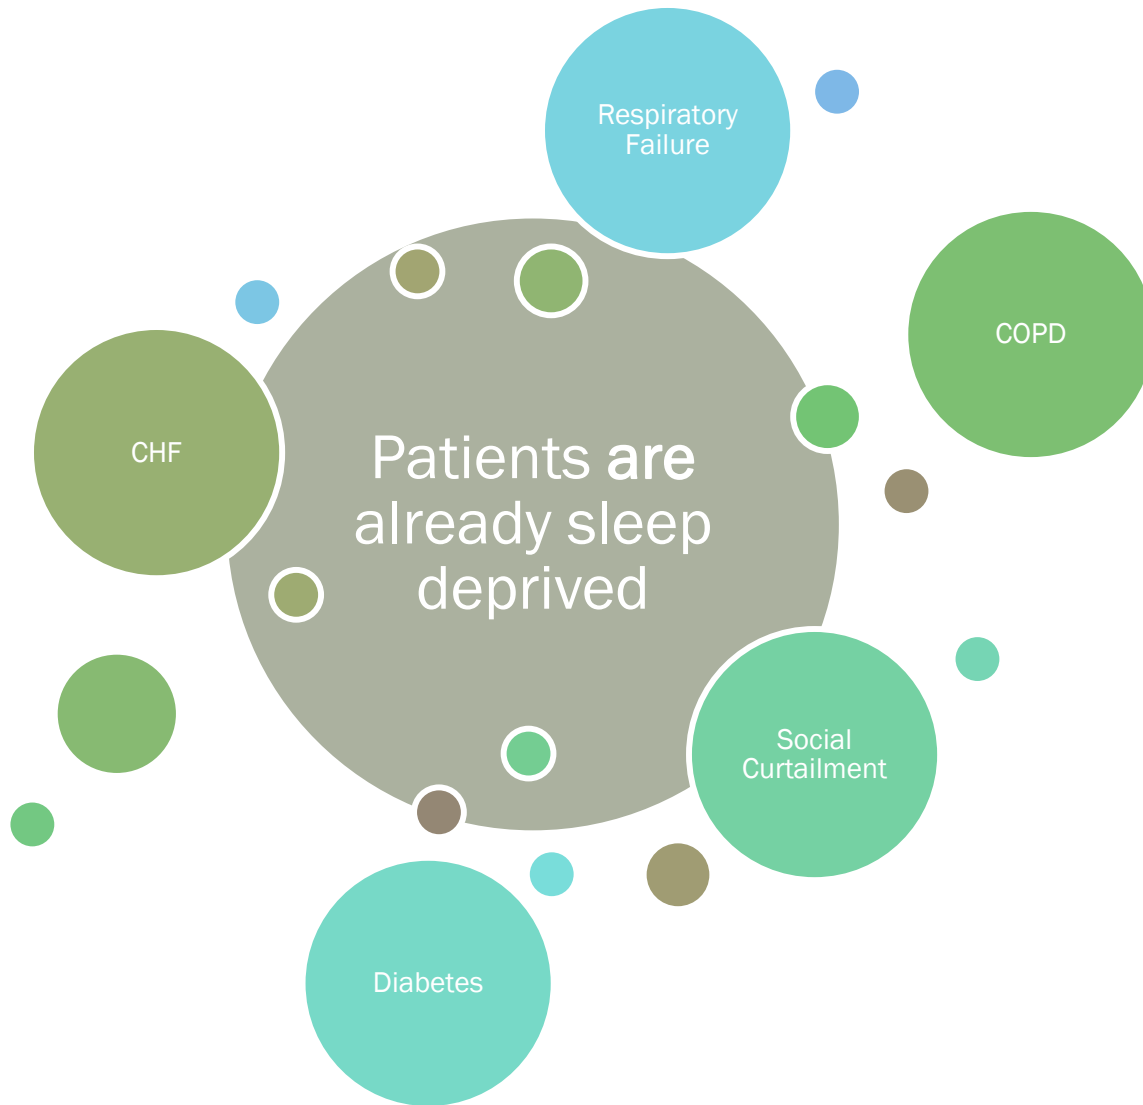 Respiratory
Failure
COPD
CHF
Patients are
already sleep
deprived
Social
Curtailment
Diabetes